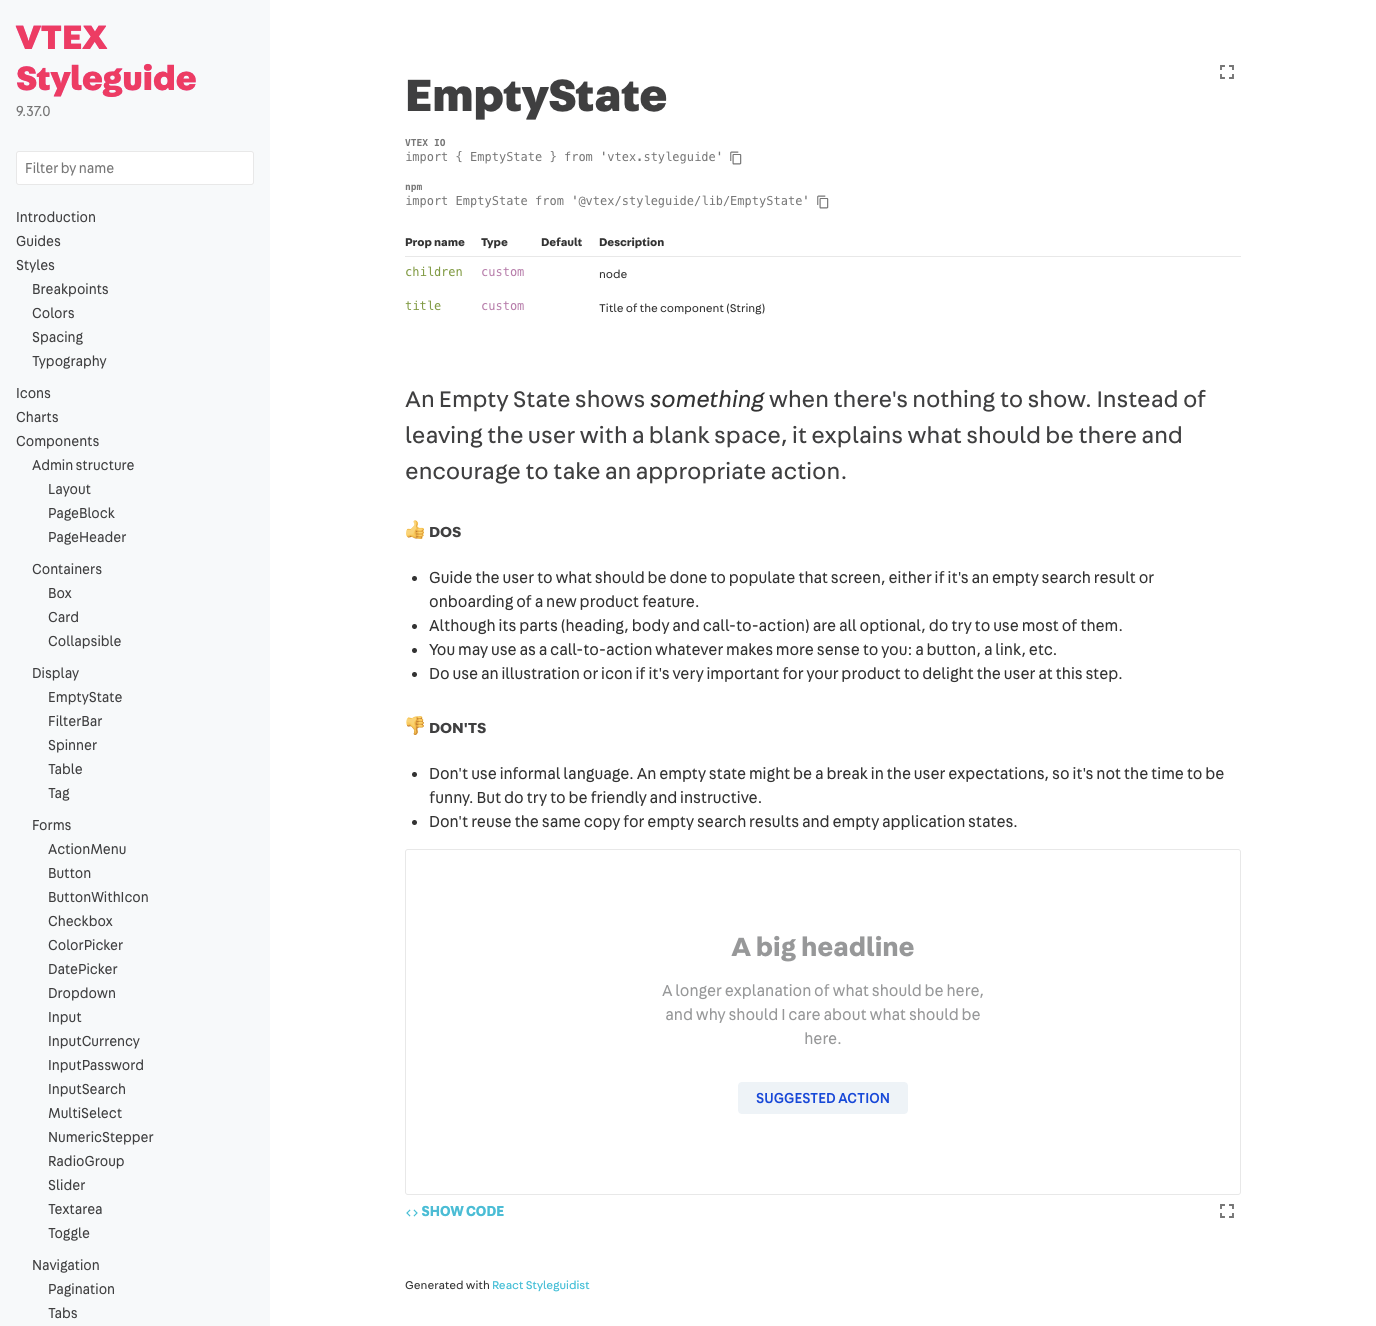 VTEX
Styleguide
9.37.0
Filter by name
Introduction
Guides
Styles
Breakpoints
Colors
Spacing
Typography
Icons
Charts
Components
Admin structure
Layout
PageBlock
PageHeader
Containers
Box
Card
Collapsible
Display
EmptyState
FilterBar
Spinner
Table
Tag
Forms
ActionMenu
Button
ButtonWithIcon
Checkbox
ColorPicker
DatePicker
Dropdown
Input
InputCurrency
InputPassword
InputSearch
MultiSelect
NumericStepper
RadioGroup
Slider
Textarea
Toggle
Navigation
Pagination
Tabs
EmptyState
VTEX IO
import { EmptyState } from 'vtex.styleguide'
npm
import EmptyState from '@vtex/styleguide/lib/EmptyState'
Prop name Type Default Description
children custom node
title custom Title of the component (String)
An Empty State shows something when there's nothing to show. Instead of
leaving the user with a blank space, it explains what should be there and
encourage to take an appropriate action.
👍 DOS
• Guide the user to what should be done to populate that screen, either if it's an empty search result or
onboarding of a new product feature.
• Although its parts (heading, body and call-to-action) are all optional, do try to use most of them.
• You may use as a call-to-action whatever makes more sense to you: a button, a link, etc.
• Do use an illustration or icon if it's very important for your product to delight the user at this step.
👎 DON'TS
• Don't use informal language. An empty state might be a break in the user expectations, so it's not the time to be
funny. But do try to be friendly and instructive.
• Don't reuse the same copy for empty search results and empty application states.
A big headline
A longer explanation of what should be here,
and why should I care about what should be
here.
SUGGESTED ACTION
<> SHOW CODE
Generated with React Styleguidist